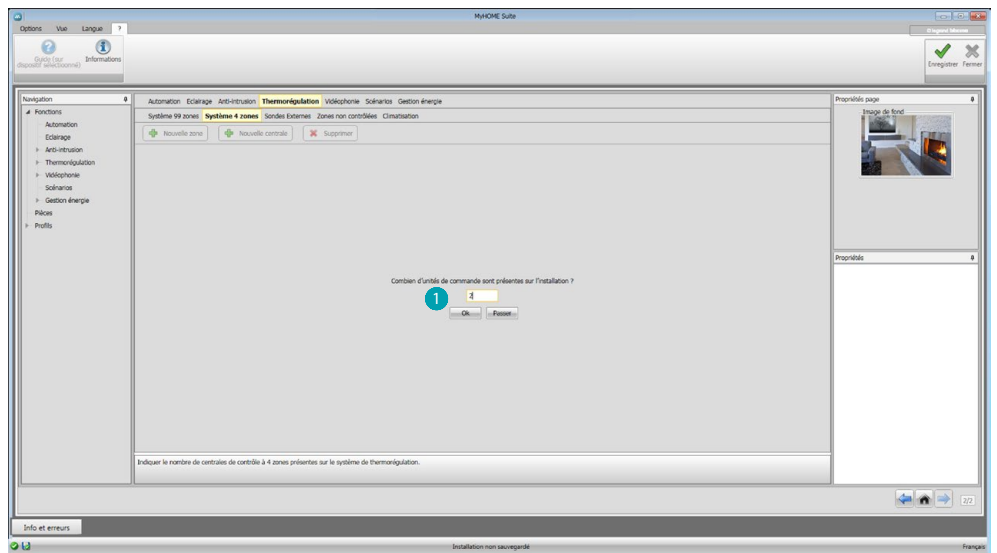 MyHOME Suite
Options Vue Langue ?
Guide (sur dispositif sélectionné)
Informations
Enregistrer Fermer
Navigation
Fonctions
Automation
Eclairage
Anti-intrusion
Thermorégulation
Vidéophonie
Scénarios
Gestion énergie
Pièces
Profils
Automation Eclairage Anti-intrusion Thermorégulation Vidéophonie Scénarios Gestion énergie
Système 99 zones Système 4 zones Sondes Externes Zones non contrôlées Climatisation
Nouvelle zone Nouvelle centrale Supprimer
Combien d'unités de commande sont présentes sur l'installation ?
1
2
Ok Passer
Indiquer le nombre de centrales de contrôle à 4 zones présentes sur le système de thermorégulation.
Propriétés page
Image de fond
Propriétés
2/2
Info et erreurs
Installation non sauvegardé
Français